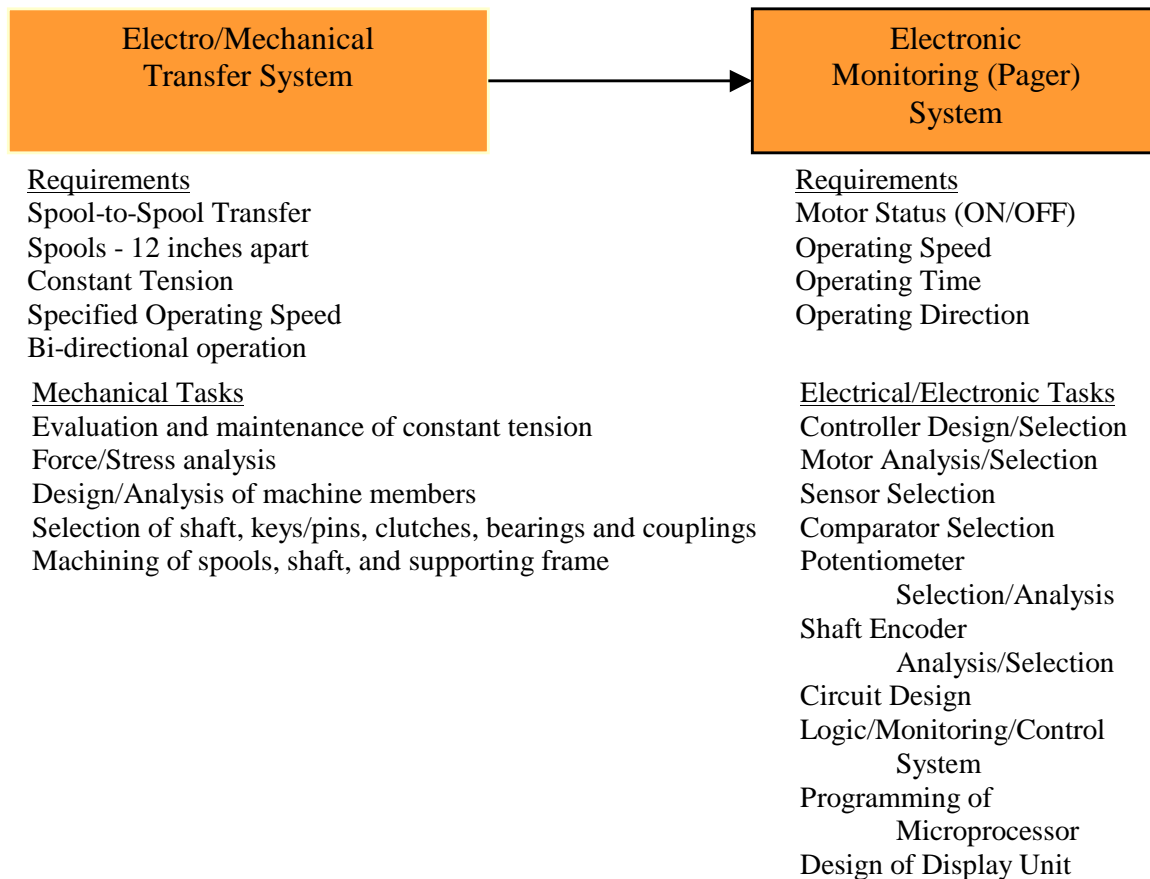 Electro/Mechanical
Transfer System
Electronic
Monitoring (Pager)
System
Requirements
Spool-to-Spool Transfer
Spools - 12 inches apart
Constant Tension
Specified Operating Speed
Bi-directional operation
Mechanical Tasks
Evaluation and maintenance of constant tension
Force/Stress analysis
Design/Analysis of machine members
Selection of shaft, keys/pins, clutches, bearings and couplings
Machining of spools, shaft, and supporting frame
Requirements
Motor Status (ON/OFF)
Operating Speed
Operating Time
Operating Direction
Electrical/Electronic Tasks
Controller Design/Selection
Motor Analysis/Selection
Sensor Selection
Comparator Selection
Potentiometer
Selection/Analysis
Shaft Encoder
Analysis/Selection
Circuit Design
Logic/Monitoring/Control
System
Programming of
Microprocessor
Design of Display Unit